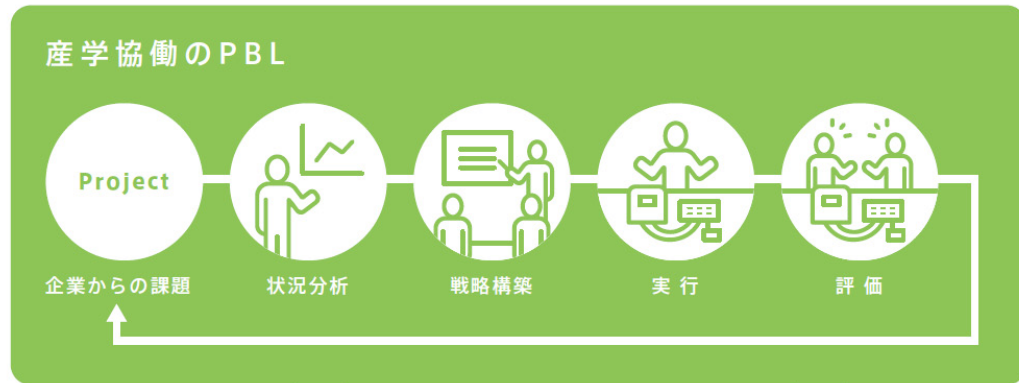 産学協働のPBL
Project
企業からの課題
状況分析
戦略構築
実行
評価